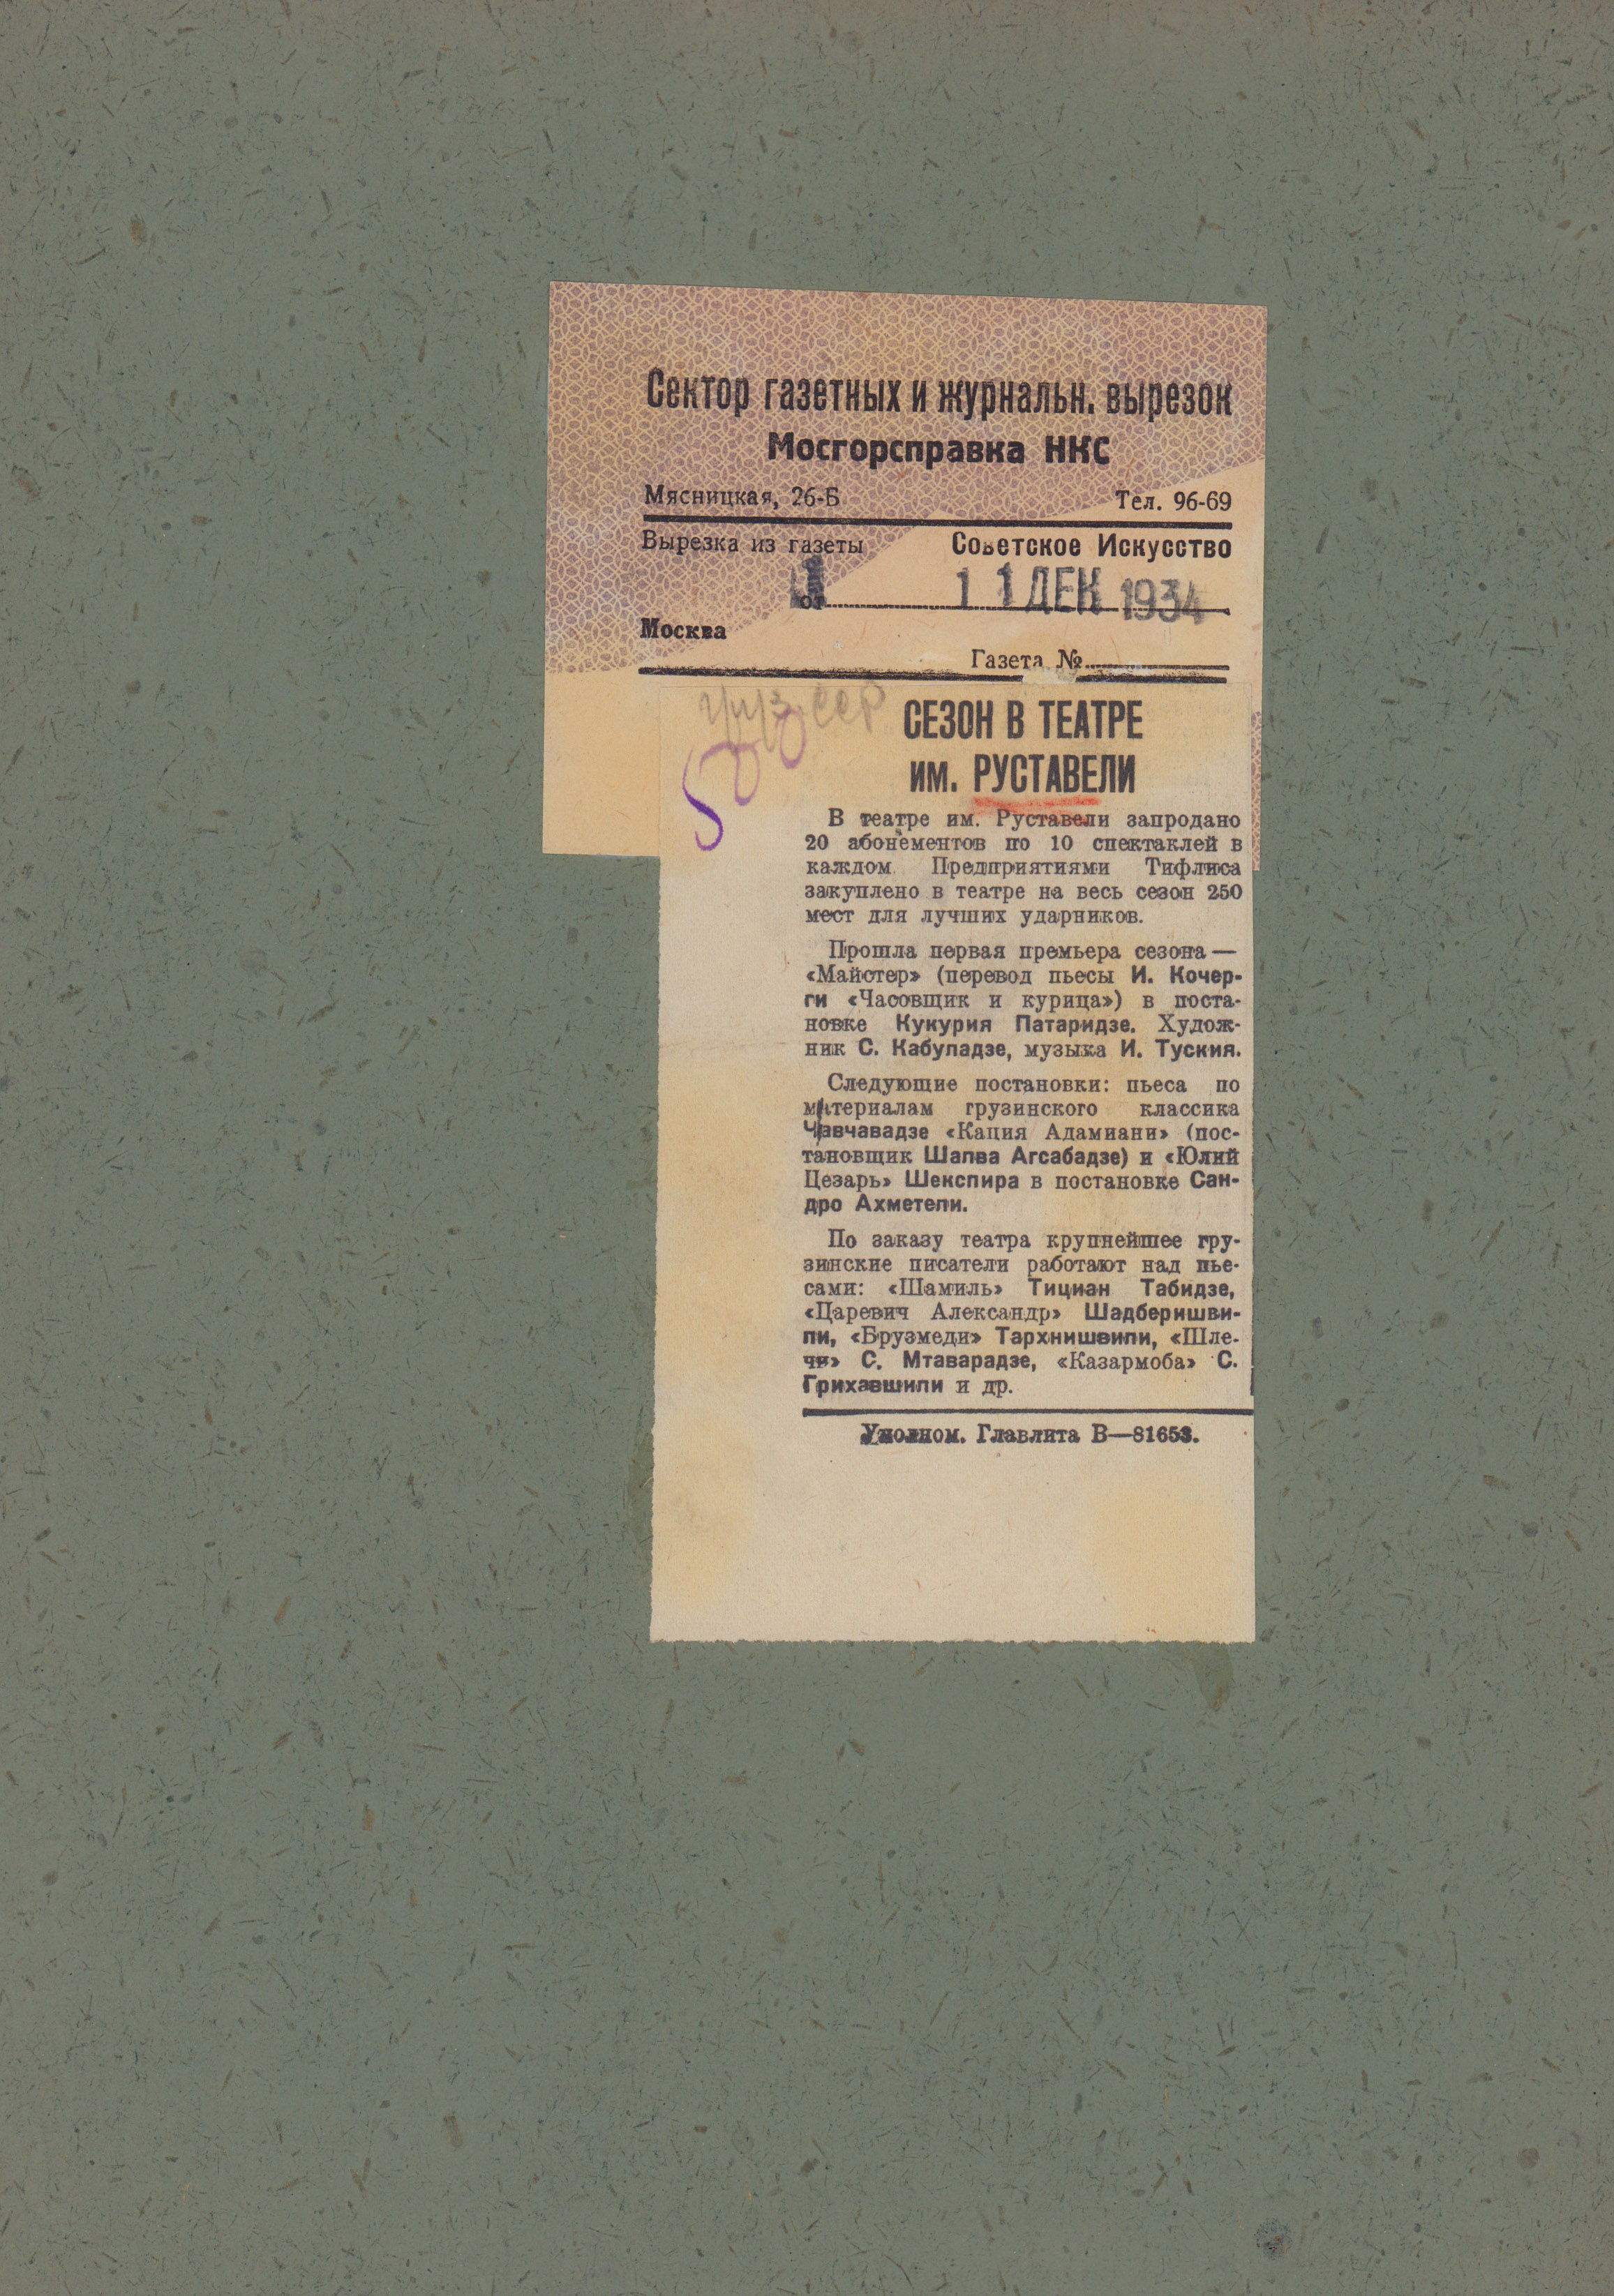 Сектор газетных и журнальн. вырезок
Мосгорсправка НКС
Мясницкая, 26-Б Тел. 96-69
Вырезка из газеты Советское Искусство
от 11 ДЕК 1934
Москва
Газета №
Груз ССР
СЕЗОН В ТЕАТРЕ
ИМ. РУСТАВЕЛИ
В театре им. Руставели запродано
20 абонементов по 10 спектаклей в
каждом. Предприятиями Тифлиса
закуплено в театре на весь сезон 250
мест для лучших ударников.
Прошла первая премьера сезона —
«Майстер» (перевод пьесы И. Кочер-
ги «Часовщик и курица») в поста-
новке Кукурия Патаридзе. Худож-
ник С. Кабуладзе, музыка И. Туския.
Следующие постановки: пьеса по
материалам грузинского классика
Чавчавадзе «Кация Адамиани» (пос-
тановщик Шалва Агсабадзе) и «Юлий
Цезарь» Шекспира в постановке Сан-
дро Ахметели.
По заказу театра крупнейшее гру-
зинские писатели работают над пье-
сами: «Шамиль» Тициан Табидзе,
«Царевич Александр» Шадберишви-
ли, «Брузмеди» Тархнишвили, «Шле-
чи» С. Мтаварадзе, «Казармоба» С.
Грихавшили и др.
Уполном. Главлита В—81653.